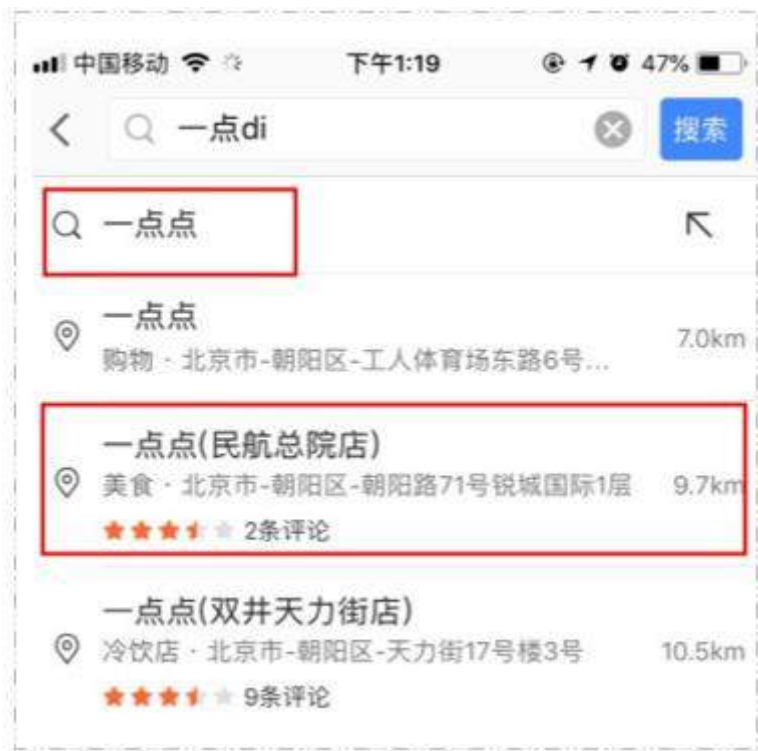 中国移动 下午1:19 47%
一点di 搜索
一点点
一点点
购物·北京市-朝阳区-工人体育场东路6号... 7.0km
一点点(民航总院店)
美食·北京市-朝阳区-朝阳路71号锐城国际1层 9.7km
2条评论
一点点(双井天力街店)
冷饮店·北京市-朝阳区-天力街17号楼3号 10.5km
9条评论